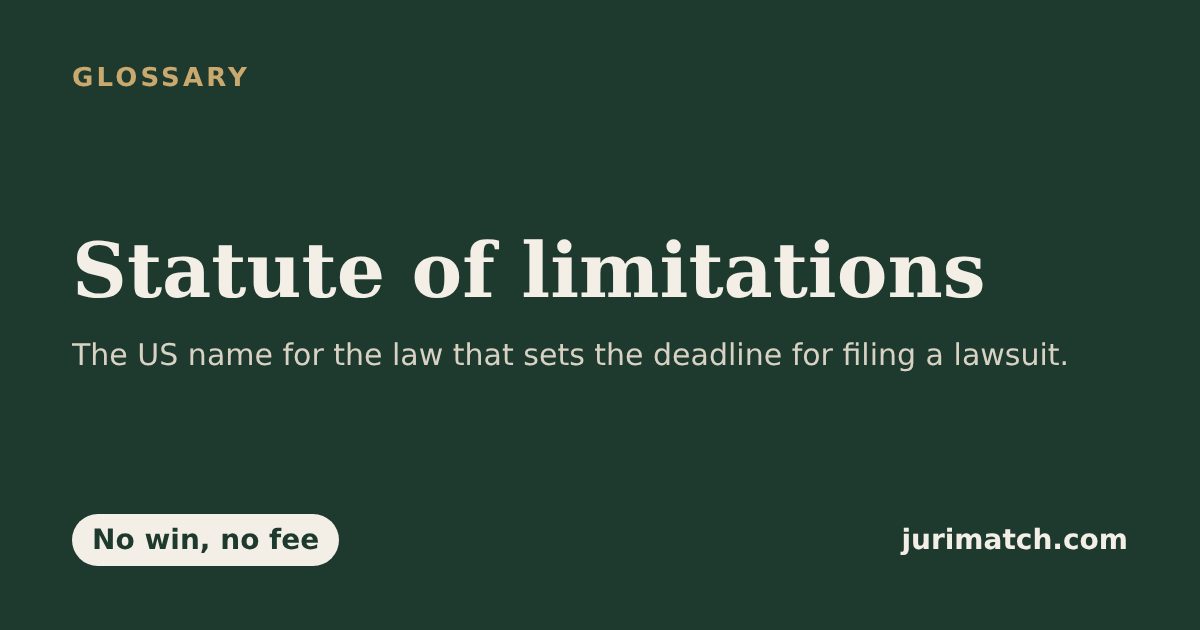 GLOSSARY
Statute of limitations
The US name for the law that sets the deadline for filing a lawsuit.
No win, no fee
jurimatch.com